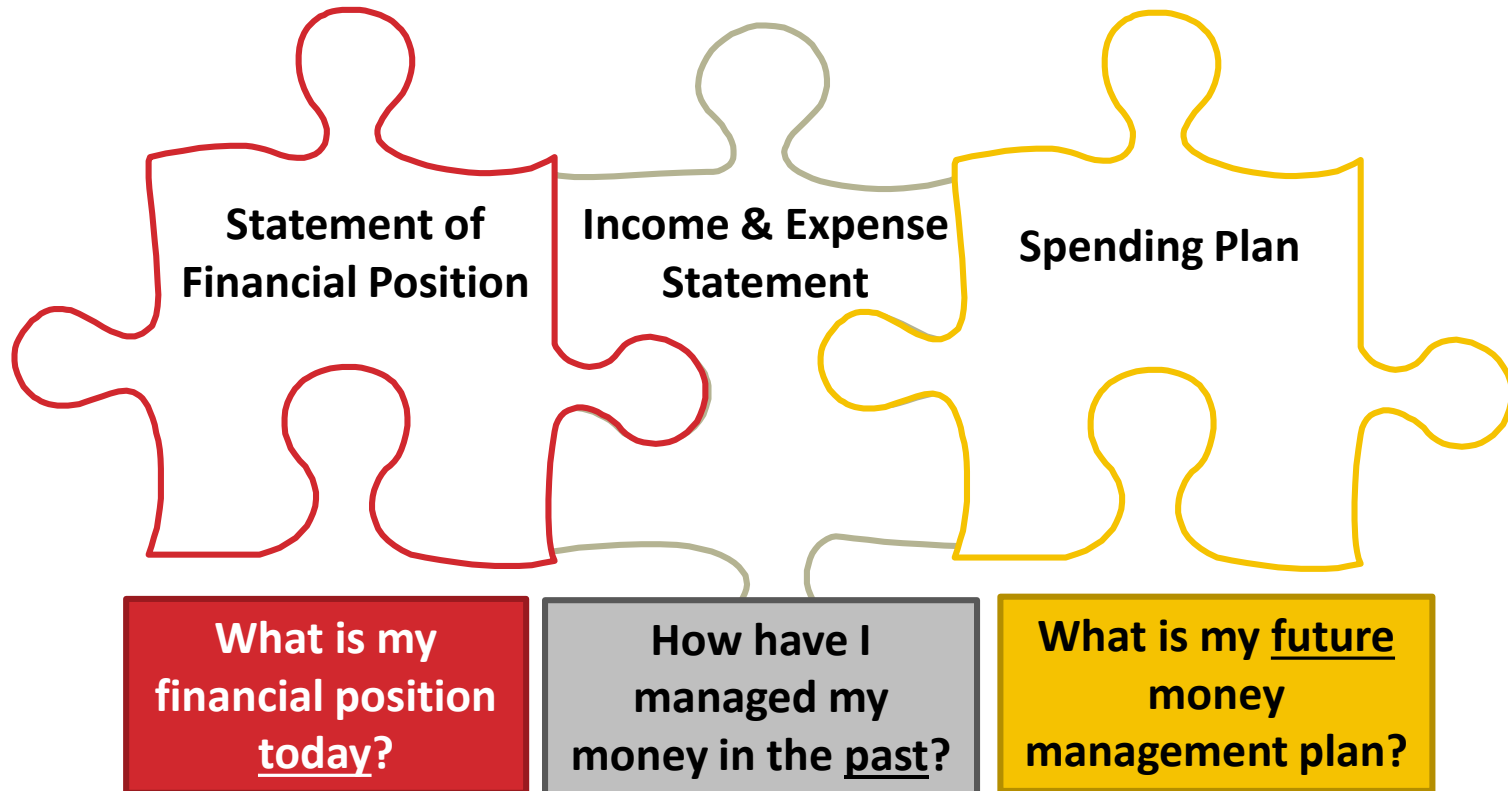 Statement of
Financial Position
Income & Expense
Statement
Spending Plan
What is my
financial position
today?
How have I
managed my
money in the past?
What is my future
money
management plan?